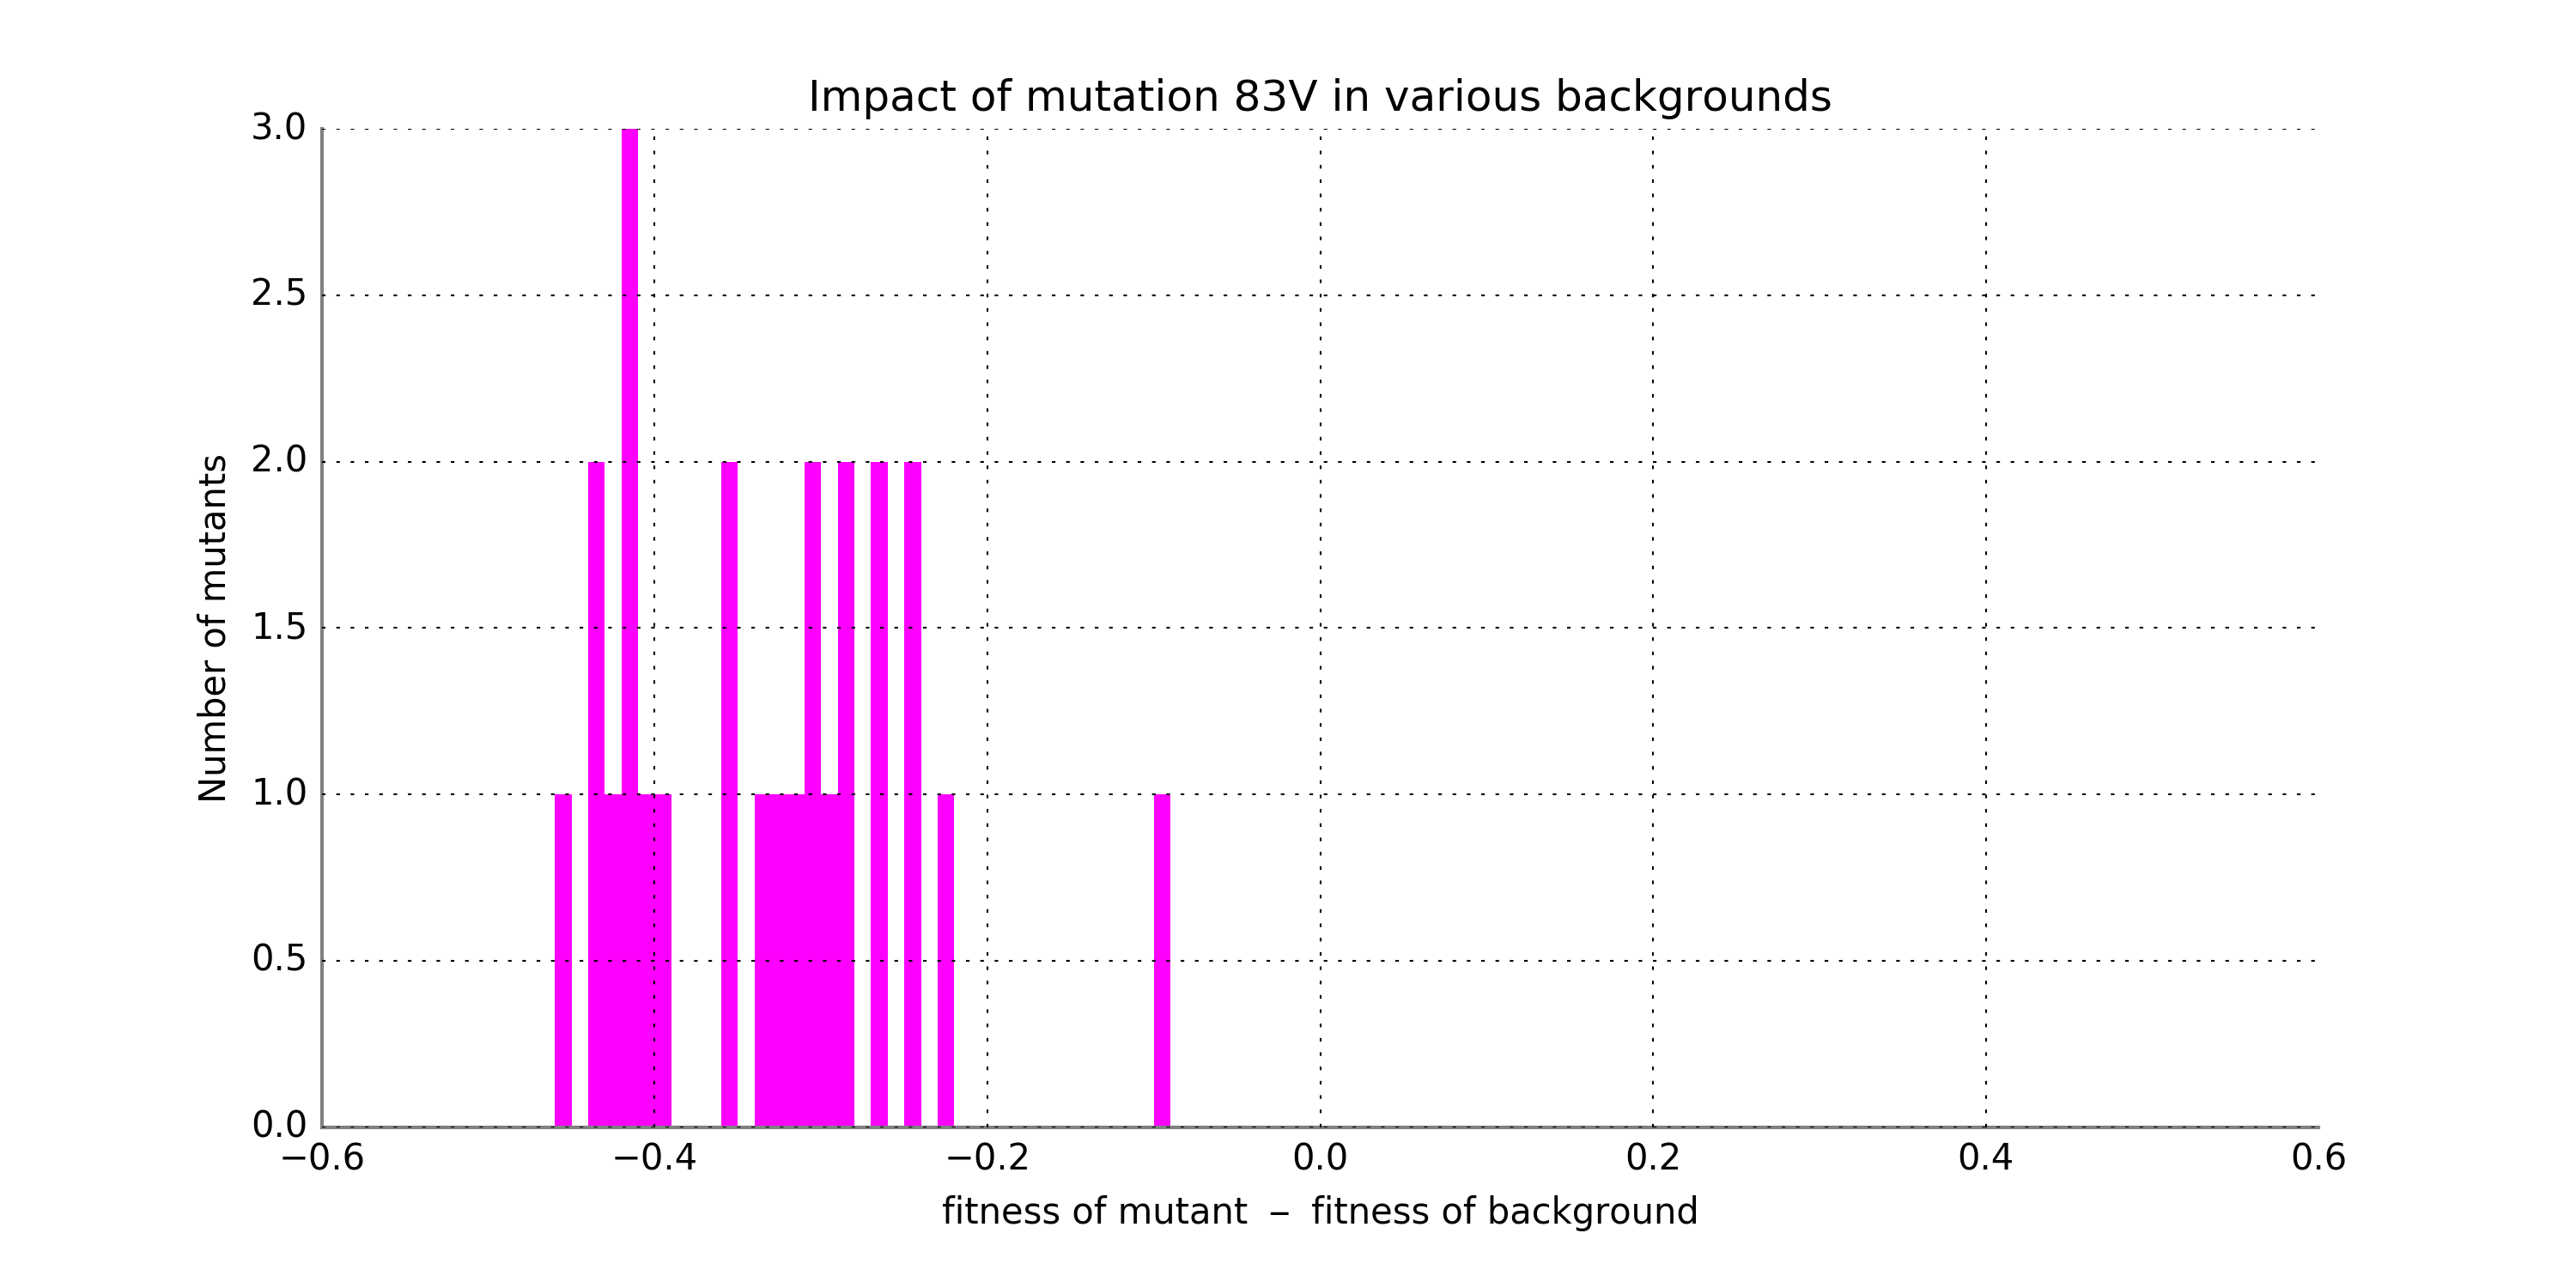 Impact of mutation 83V in various backgrounds
3.0
2.5
2.0
1.5
1.0
0.5
0.0
Number of mutants
−0.6 −0.4 −0.2 0.0 0.2 0.4 0.6
fitness of mutant − fitness of background